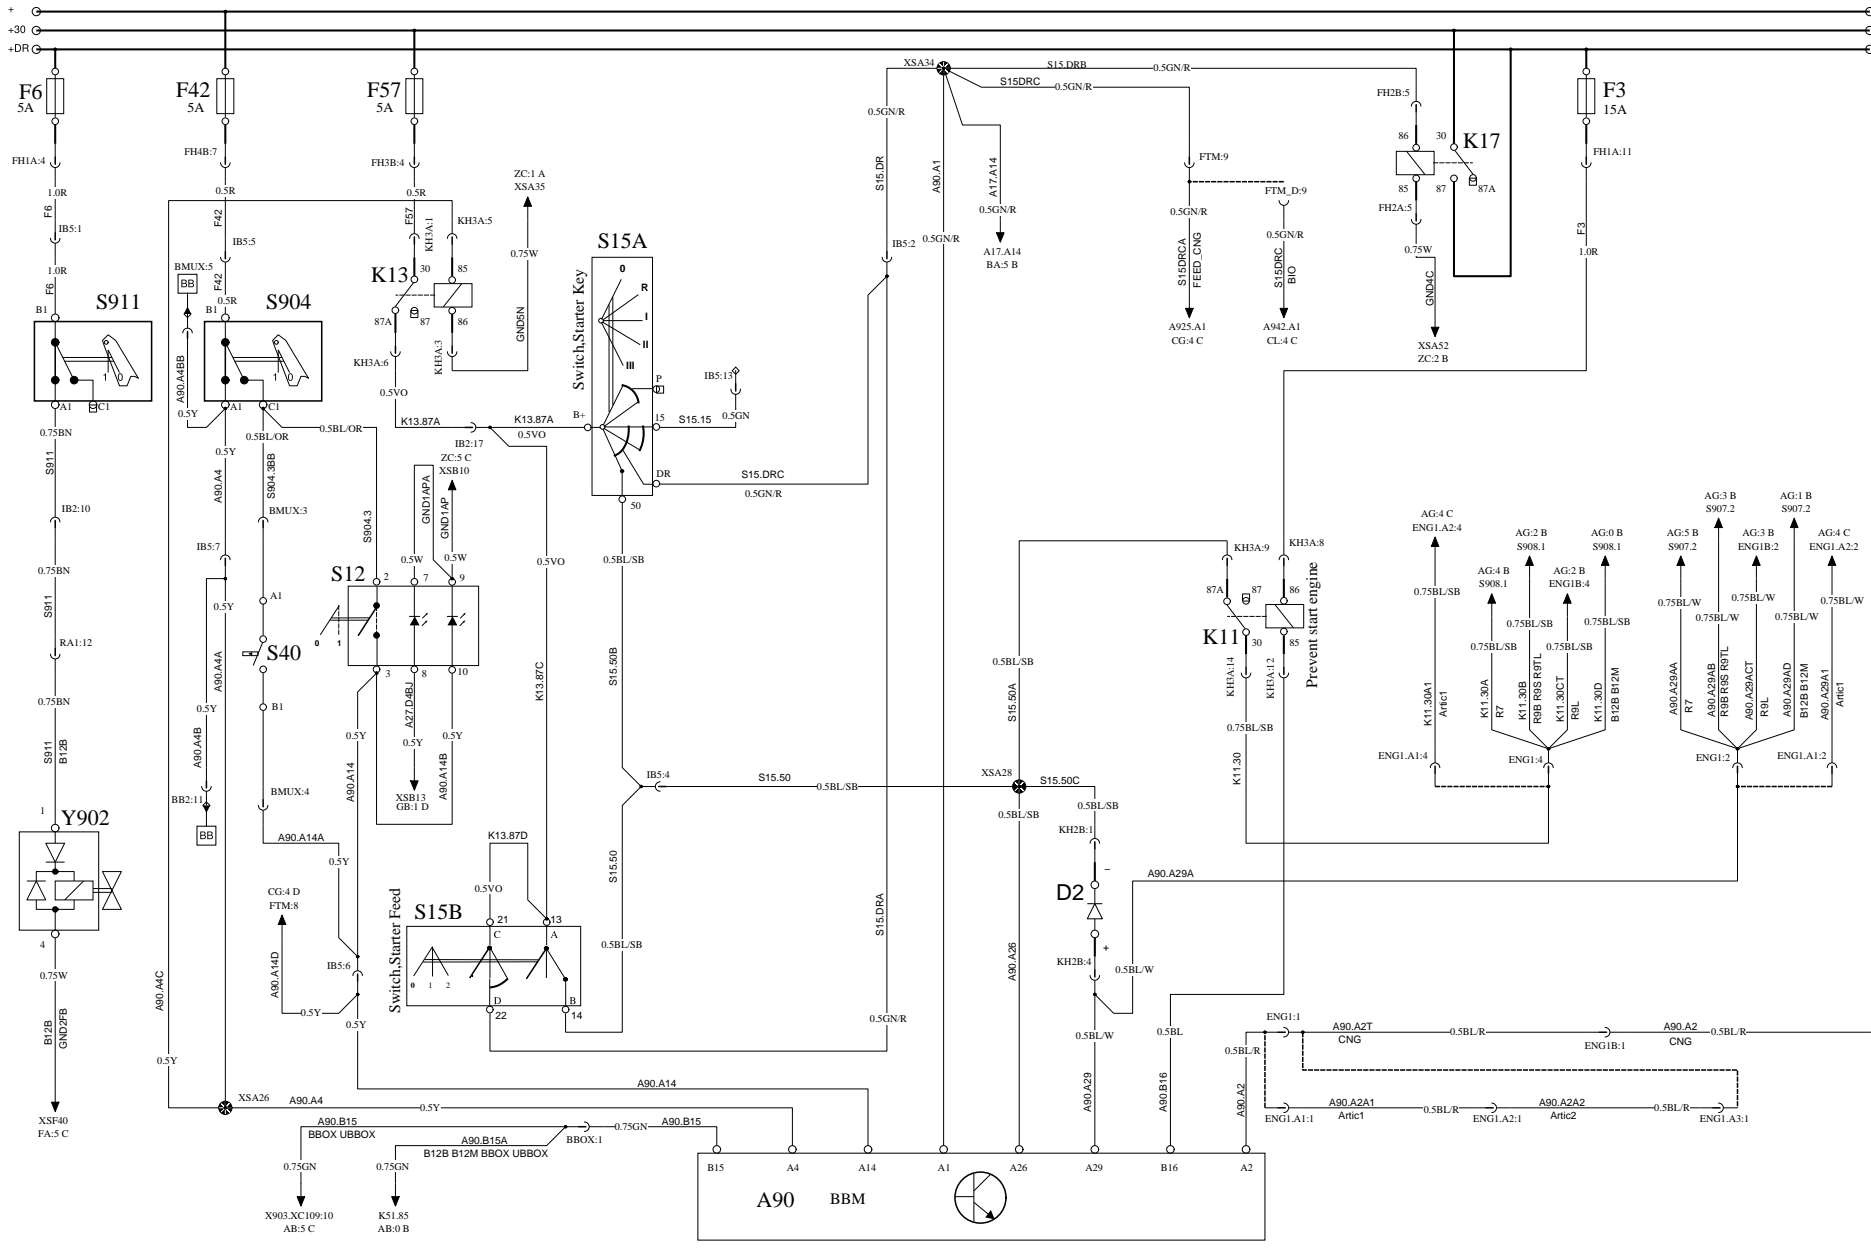 +
+30
+DR
F6
5A
F42
5A
F57
5A
F3
15A
FH1A:4
FH4B:7
FH3B:4
FH1A:11
1.0R
F6
IB5:1
1.0R
F6
B1
S911
A1
C1
0.75BN
S911
IB2:10
0.75BN
S911
RA1:12
0.75BN
S911
B12B
1
Y902
4
0.75W
B12B
GND2FB
XSF40
FA:5 C
0.5R
F42
IB5:5
F42
0.5R
BMUX:5
BB
B1
S904
A1
C1
A90.A4BB
0.5Y
0.5Y
A90.A4
IB5:7
0.5Y
A90.A4A
0.5Y
A90.A4B
BB2:11
BB
A90.A4C
0.5Y
XSA26
A90.A4
0.5Y
0.5BL/OR
0.5BL/OR
S904.3BB
BMUX:3
A1
S40
B1
BMUX:4
A90.A14A
0.5Y
CG:4 D
FTM:8
A90.A14D
0.5Y
IB5:6
0.5Y
A90.A14
0.5R
F57
KH3A:1
KH3A:5
K13
30
85
87A
87
86
KH3A:6
KH3A:3
ZC:1 A
XSA35
0.75W
GND5N
0.5VO
K13.87A
IB2:17
K13.87A
0.5VO
ZC:5 C
XSB10
GND1APA
GND1AP
S904.3
0.5W
0.5W
S12
2
7
9
0
1
3
8
10
0.5Y
A90.A14
A27.D4BJ
0.5Y
XSB13
GB:1 D
0.5Y
A90.A14B
0.5VO
K13.87C
K13.87D
0.5VO
S15B
Switch,Starter Feed
21
13
C
A
0 1 2
D
B
22
14
S15A
Switch,Starter Key
0
R
I
II
III
P
B+
15
DR
50
IB5:13
S15.15
0.5GN
S15.DRC
0.5GN/R
0.5BL/SB
S15.50B
IB5:4
S15.50
0.5BL/SB
S15.50
0.5BL/SB
XSA34
S15.DRB
0.5GN/R
S15DRC
0.5GN/R
0.5GN/R
S15.DR
IB5:2
A90.A1
0.5GN/R
A17.A14
0.5GN/R
A17.A14
BA:5 B
S15.DRA
0.5GN/R
FTM:9
FTM_D:9
0.5GN/R
S15DRCA
FEED_CNG
A925.A1
CG:4 C
0.5GN/R
S15DRC
BIO
A942.A1
CL:4 C
FH2B:5
86
30
K17
85
87
87A
FH2A:5
0.75W
GND4C
XSA52
ZC:2 B
F3
1.0R
KH3A:9
KH3A:8
87A
87
86
K11
30
85
Prevent start engine
KH3A:14
KH3A:12
0.75BL/SB
K11.30
0.5BL/SB
S15.50A
XSA28
S15.50C
0.5BL/SB
0.5BL/SB
KH2B:1
−
D2
+
KH2B:4
0.5BL/W
A90.A29A
A90.A26
0.5BL/W
A90.A29
0.5BL
A90.B16
0.5BL/R
A90.A2
AG:4 C
ENG1.A2:4
0.75BL/SB
K11.30A1
Artic1
ENG1.A1:4
AG:4 B
S908.1
0.75BL/SB
K11.30A
R7
AG:2 B
S908.1
0.75BL/SB
K11.30B
R9B R9S R9TL
AG:2 B
ENG1B:4
0.75BL/SB
K11.30CT
R9L
AG:0 B
S908.1
0.75BL/SB
K11.30D
B12B B12M
ENG1:4
AG:5 B
S907.2
0.75BL/W
A90.A29AA
R7
AG:3 B
S907.2
0.75BL/W
A90.A29AB
R9B R9S R9TL
AG:3 B
ENG1B:2
0.75BL/W
A90.A29ACT
R9L
AG:1 B
S907.2
0.75BL/W
A90.A29AD
B12B B12M
AG:4 C
ENG1.A2:2
0.75BL/W
A90.A29A1
Artic1
ENG1:2
ENG1.A1:2
ENG1:1
A90.A2T
CNG
0.5BL/R
ENG1B:1
A90.A2
CNG
0.5BL/R
ENG1.A1:1
A90.A2A1
Artic1
0.5BL/R
ENG1.A2:1
A90.A2A2
Artic2
0.5BL/R
ENG1.A3:1
A90.A14
A90.B15
BBOX UBBOX
A90.B15A
B12B B12M BBOX UBBOX
BBOX:1
0.75GN
A90.B15
0.75GN
X903.XC109:10
AB:5 C
0.75GN
K51.85
AB:0 B
B15
A4
A14
A1
A26
A29
B16
A2
A90
BBM